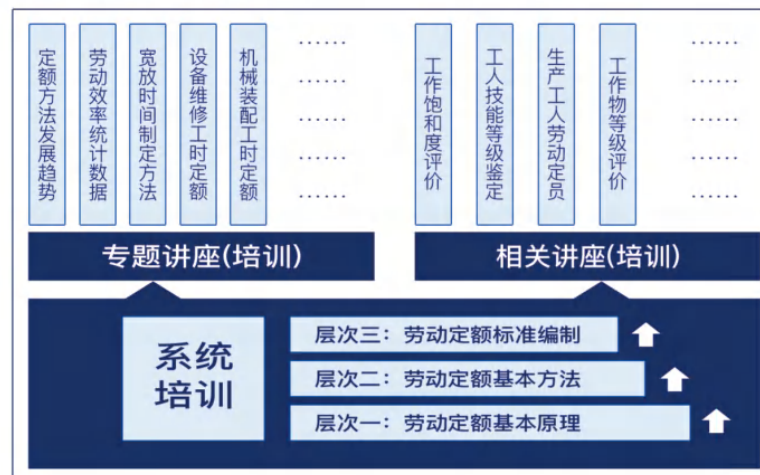 定额方法发展趋势
劳动效率统计数据
宽放时间制定方法
设备维修工时定额
机械装配工时定额
……
……
……
……
……
工作饱和度评价
工人技能等级鉴定
生产工人劳动定员
工作物等级评价
……
……
……
……
……
专题讲座(培训)
相关讲座(培训)
系统
培训
层次三：劳动定额标准编制
层次二：劳动定额基本方法
层次一：劳动定额基本原理